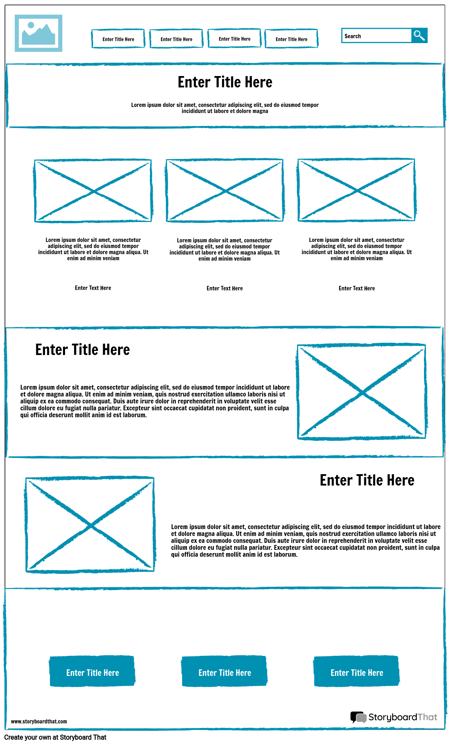 Enter Title Here
Enter Title Here
Enter Title Here
Enter Title Here
Search
Enter Title Here
Lorem ipsum dolor sit amet, consectetur adipiscing elit, sed do eiusmod tempor
incididunt ut labore et dolore magna
Lorem ipsum dolor sit amet, consectetur
adipiscing elit, sed do eiusmod tempor
incididunt ut labore et dolore magna aliqua. Ut
enim ad minim veniam
Lorem ipsum dolor sit amet, consectetur
adipiscing elit, sed do eiusmod tempor
incididunt ut labore et dolore magna aliqua. Ut
enim ad minim veniam
Lorem ipsum dolor sit amet, consectetur
adipiscing elit, sed do eiusmod tempor
incididunt ut labore et dolore magna aliqua. Ut
enim ad minim veniam
Enter Text Here
Enter Text Here
Enter Text Here
Enter Title Here
Lorem ipsum dolor sit amet, consectetur adipiscing elit, sed do eiusmod tempor incididunt ut labore
et dolore magna aliqua. Ut enim ad minim veniam, quis nostrud exercitation ullamco laboris nisi ut
aliquip ex ea commodo consequat. Duis aute irure dolor in reprehenderit in voluptate velit esse
cillum dolore eu fugiat nulla pariatur. Excepteur sint occaecat cupidatat non proident, sunt in culpa
qui officia deserunt mollit anim id est laborum.
Enter Title Here
Lorem ipsum dolor sit amet, consectetur adipiscing elit, sed do eiusmod tempor incididunt ut labore
et dolore magna aliqua. Ut enim ad minim veniam, quis nostrud exercitation ullamco laboris nisi ut
aliquip ex ea commodo consequat. Duis aute irure dolor in reprehenderit in voluptate velit esse
cillum dolore eu fugiat nulla pariatur. Excepteur sint occaecat cupidatat non proident, sunt in culpa
qui officia deserunt mollit anim id est laborum.
Enter Title Here
Enter Title Here
Enter Title Here
www.storyboardthat.com
StoryboardThat
Create your own at Storyboard That